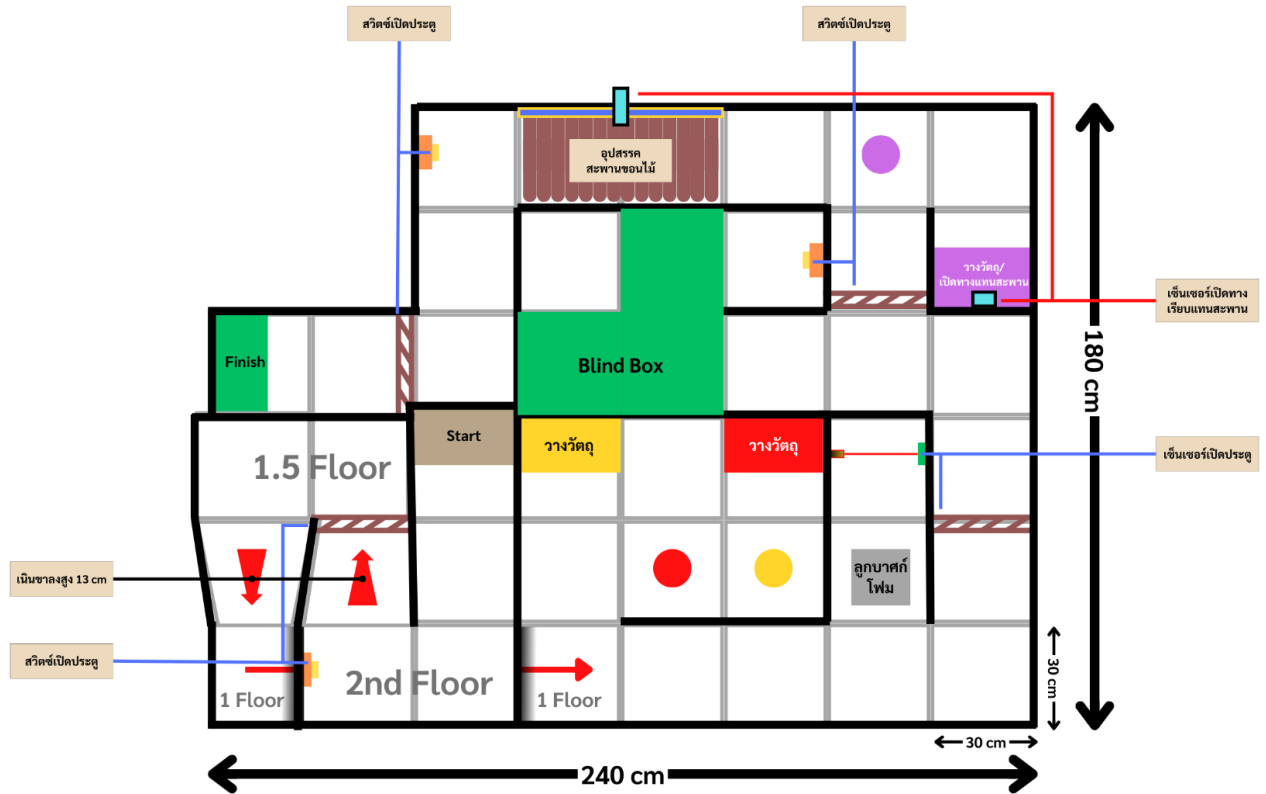 สวิตซ์เปิดประตู
สวิตซ์เปิดประตู
อุปสรรค
สะพานขอนไม้
วางวัตถุ/
เปิดทางแทนสะพาน
เซ็นเซอร์เปิดทาง
เรียบแทนสะพาน
Finish
Blind Box
180 cm
Start
วางวัตถุ
วางวัตถุ
เซ็นเซอร์เปิดประตู
1.5 Floor
เนินขาลงสูง 13 cm
ลูกบาศก์
โฟม
สวิตซ์เปิดประตู
2nd Floor
1 Floor
1 Floor
30 cm
30 cm
240 cm